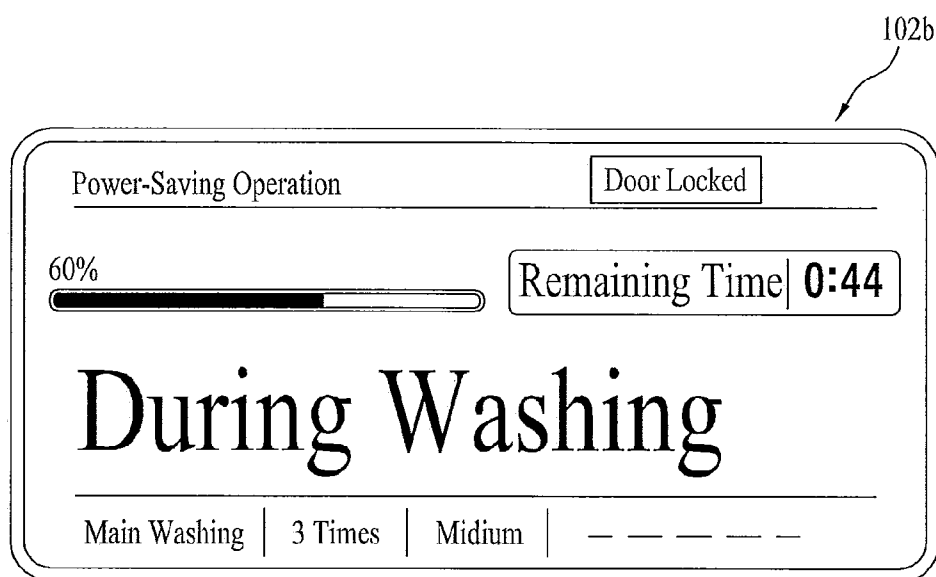 102b
Power-Saving Operation Door Locked
60%
Remaining Time 0:44
During Washing
Main Washing 3 Times Midium